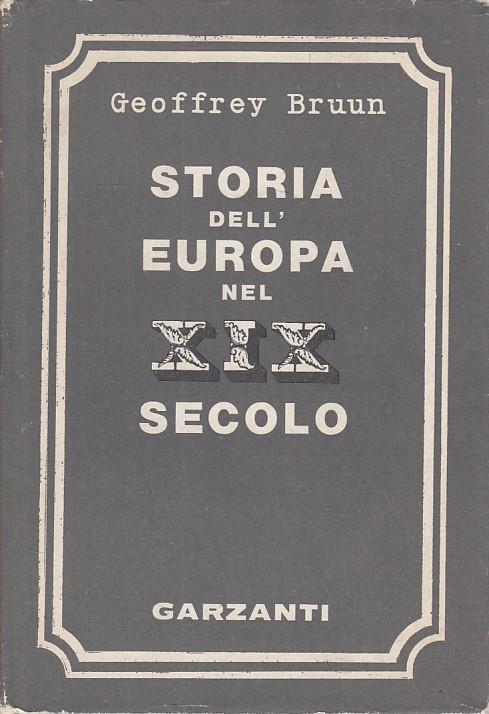 Geoffrey Bruun
STORIA
DELL'
EUROPA
NEL
XIX
SECOLO
GARZANTI